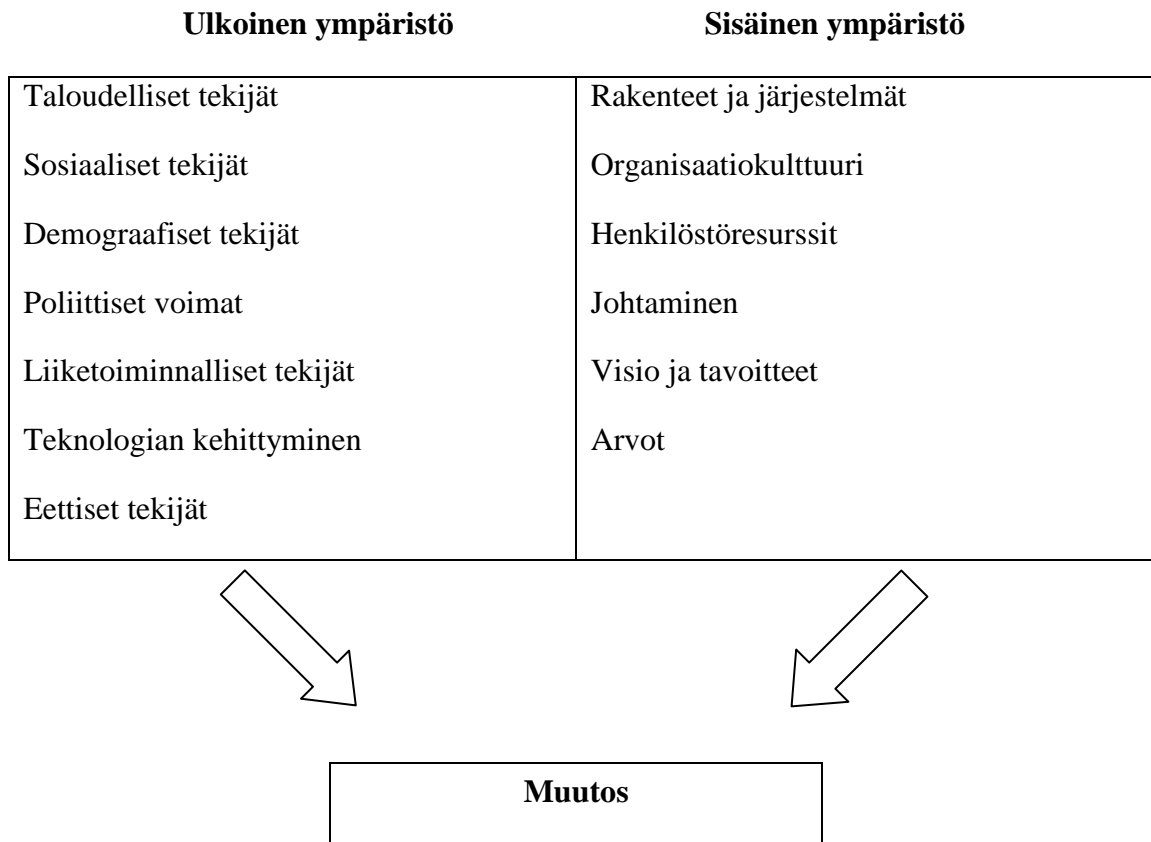 Ulkoinen ympäristö
Sisäinen ympäristö
Taloudelliset tekijät
Sosiaaliset tekijät
Demograafiset tekijät
Poliittiset voimat
Liiketoiminnalliset tekijät
Teknologian kehittyminen
Eettiset tekijät
Rakenteet ja järjestelmät
Organisaatiokulttuuri
Henkilöstöresurssit
Johtaminen
Visio ja tavoitteet
Arvot
Muutos